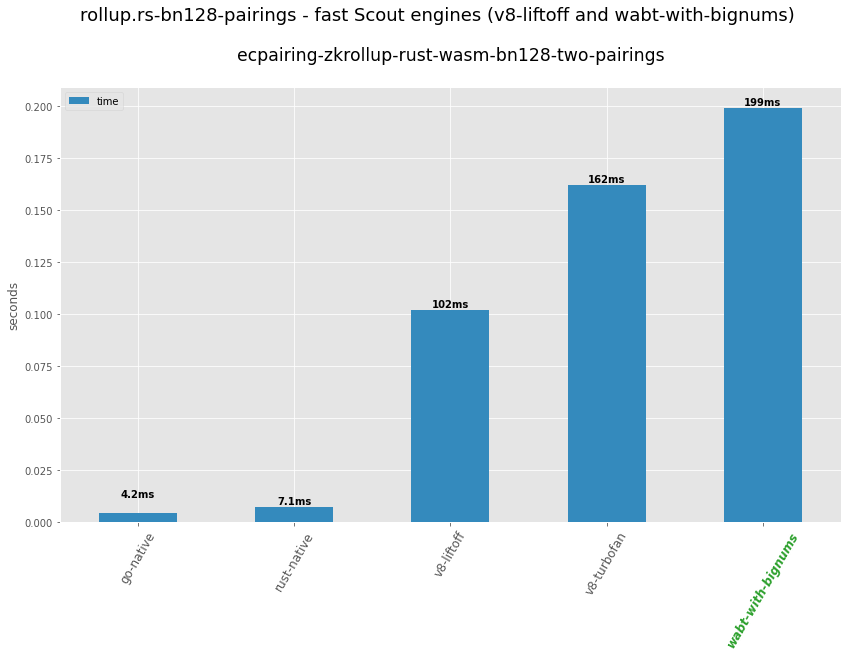 rollup.rs-bn128-pairings - fast Scout engines (v8-liftoff and wabt-with-bignums)
ecpairing-zkrollup-rust-wasm-bn128-two-pairings
time
seconds
0.200
0.175
0.150
0.125
0.100
0.075
0.050
0.025
0.000
4.2ms
7.1ms
102ms
162ms
199ms
go-native
rust-native
v8-liftoff
v8-turbofan
wabt-with-bignums